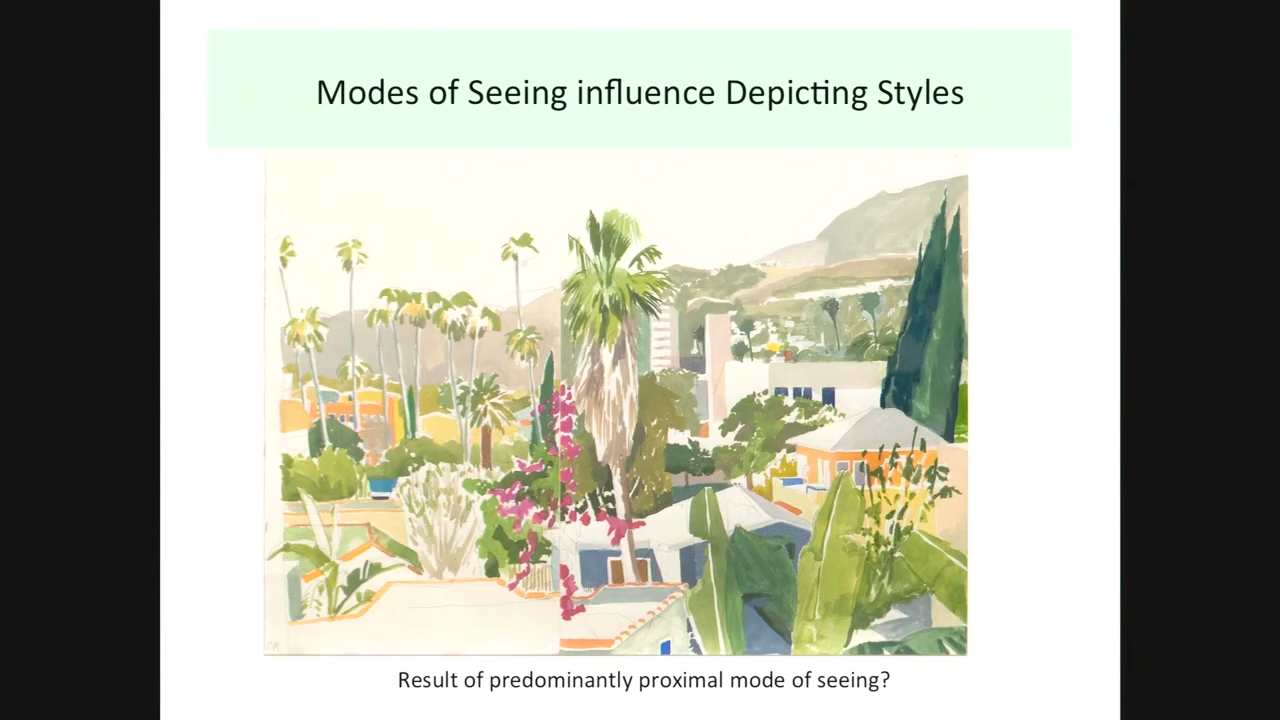 Modes of Seeing influence Depicting Styles
Result of predominantly proximal mode of seeing?